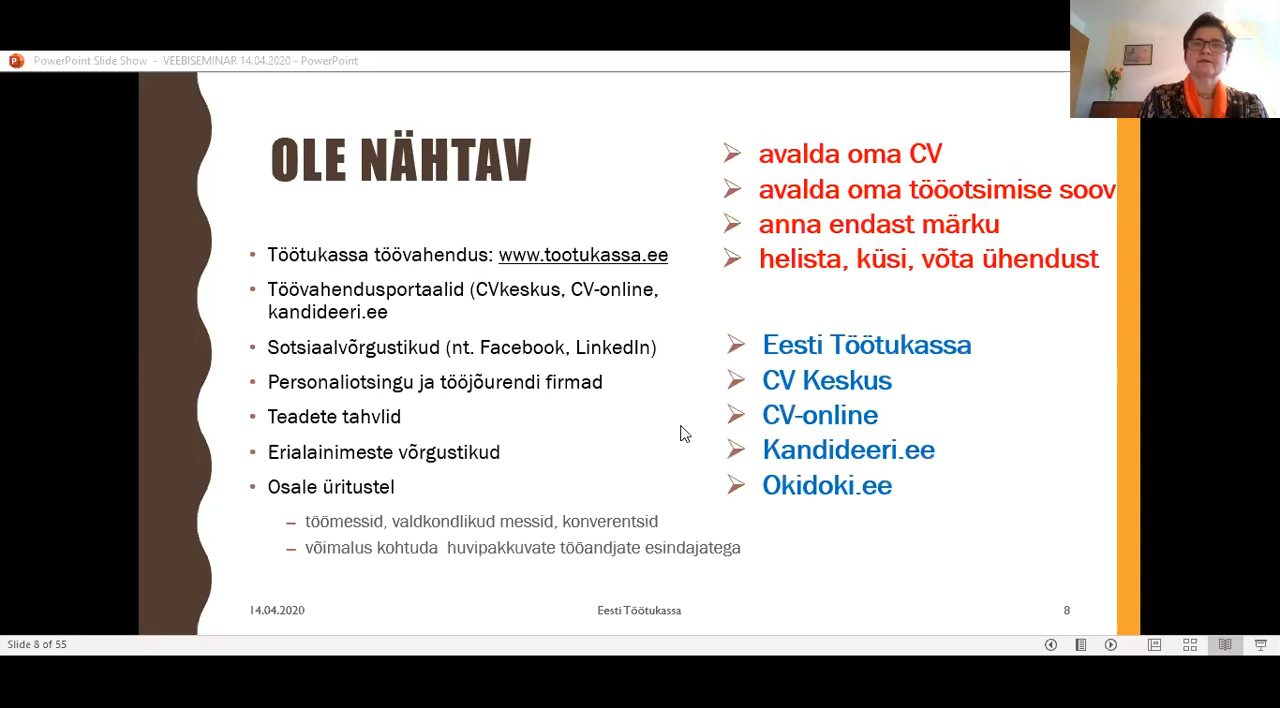 PowerPoint Slide Show - VEEBISEMINAR 14.04.2020 - PowerPoint
OLE NÄHTAV
Töötukassa töövahendus: www.tootukassa.ee
Töövahendusportaalid (CVkeskus, CV-online,
kandideeri.ee
Sotsiaalvõrgustikud (nt. Facebook, LinkedIn)
Personaliotsingu ja tööjõurendi firmad
Teadete tahvlid
Erialainimeste võrgustikud
Osale üritustel
töömessid, valdkondlikud messid, konverentsid
võimalus kohtuda huvipakkuvate tööandjate esindajatega
avalda oma CV
avalda oma tööotsimise soov
anna endast märku
helista, küsi, võta ühendust
Eesti Töötukassa
CV Keskus
CV-online
Kandideeri.ee
Okidoki.ee
14.04.2020
Eesti Töötukassa
8
Slide 8 of 55